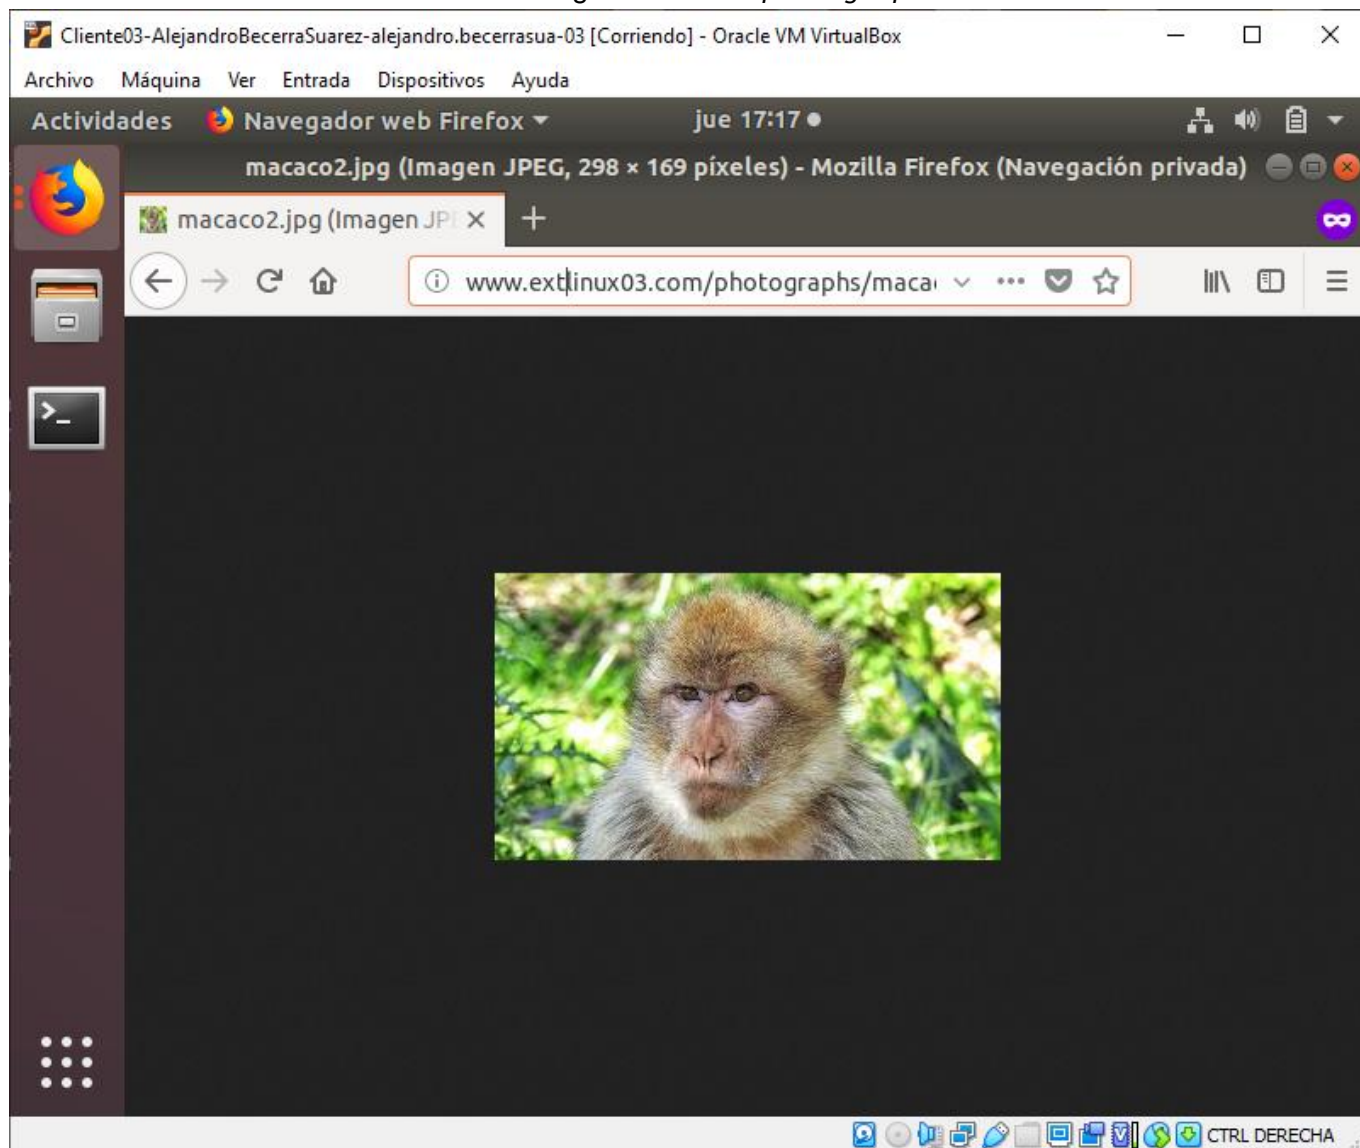 Cliente03-AlejandroBecerraSuarez-alejandro.becerrasua-03 [Corriendo] - Oracle VM VirtualBox
Archivo Máquina Ver Entrada Dispositivos Ayuda
Actividades Navegador web Firefox jue 17:17
macaco2.jpg (Imagen JPEG, 298 × 169 píxeles) - Mozilla Firefox (Navegación privada)
macaco2.jpg (Imagen JP
www.extlinux03.com/photographs/maca
CTRL DERECHA